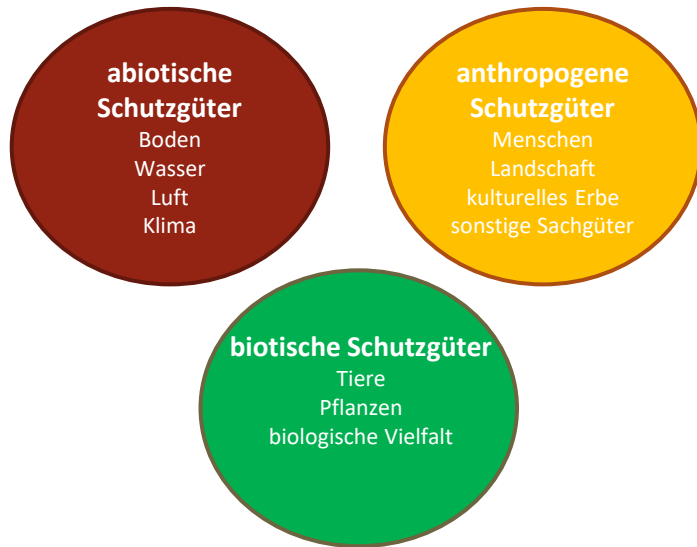 abiotische
Schutzgüter
Boden
Wasser
Luft
Klima
anthropogene
Schutzgüter
Menschen
Landschaft
kulturelles Erbe
sonstige Sachgüter
biotische Schutzgüter
Tiere
Pflanzen
biologische Vielfalt